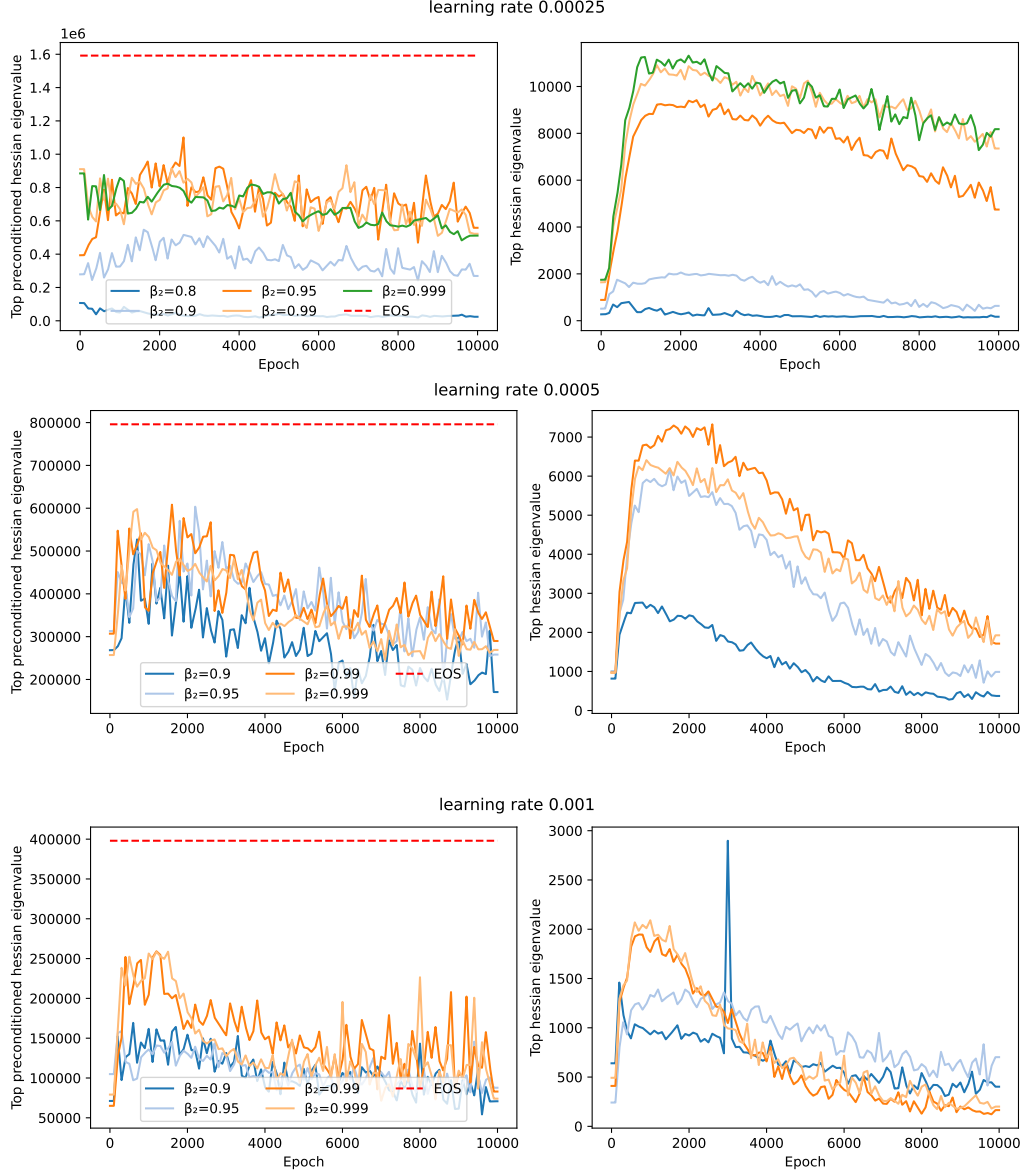 learning rate 0.00025
1e6
Top preconditioned hessian eigenvalue
1.6
1.4
1.2
1.0
0.8
0.6
0.4
0.2
0.0
β₂=0.8 β₂=0.95 β₂=0.999
β₂=0.9 β₂=0.99 EOS
0 2000 4000 6000 8000 10000
Epoch
Top hessian eigenvalue
10000
8000
6000
4000
2000
0
0 2000 4000 6000 8000 10000
Epoch
learning rate 0.0005
Top preconditioned hessian eigenvalue
800000
700000
600000
500000
400000
300000
200000
β₂=0.9 β₂=0.99 EOS
β₂=0.95 β₂=0.999
0 2000 4000 6000 8000 10000
Epoch
Top hessian eigenvalue
7000
6000
5000
4000
3000
2000
1000
0
0 2000 4000 6000 8000 10000
Epoch
learning rate 0.001
Top preconditioned hessian eigenvalue
400000
350000
300000
250000
200000
150000
100000
50000
β₂=0.9 β₂=0.99 EOS
β₂=0.95 β₂=0.999
0 2000 4000 6000 8000 10000
Epoch
Top hessian eigenvalue
3000
2500
2000
1500
1000
500
0
0 2000 4000 6000 8000 10000
Epoch